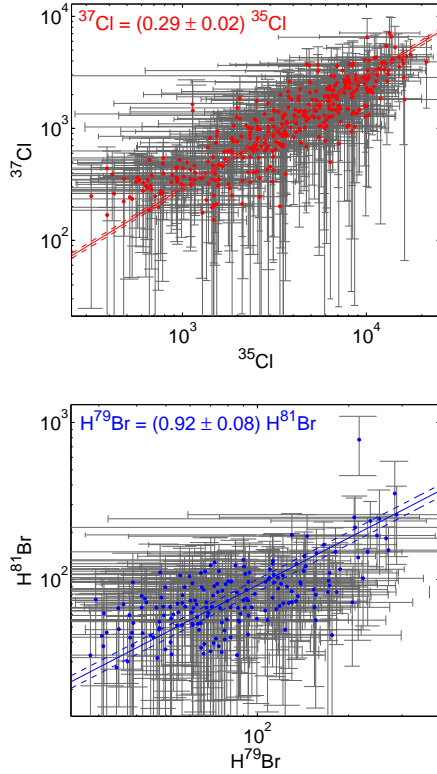 10⁴
³⁷Cl = (0.29 ± 0.02) ³⁵Cl
10³
³⁷Cl
10²
10³
10⁴
³⁵Cl
10³
H⁷⁹Br = (0.92 ± 0.08) H⁸¹Br
H⁸¹Br
10²
10²
H⁷⁹Br